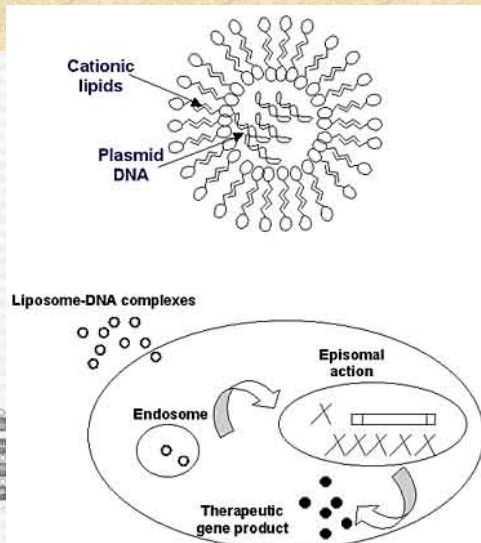 Cationic
lipids
Plasmid
DNA
Liposome-DNA complexes
Episomal
action
Endosome
Therapeutic
gene product